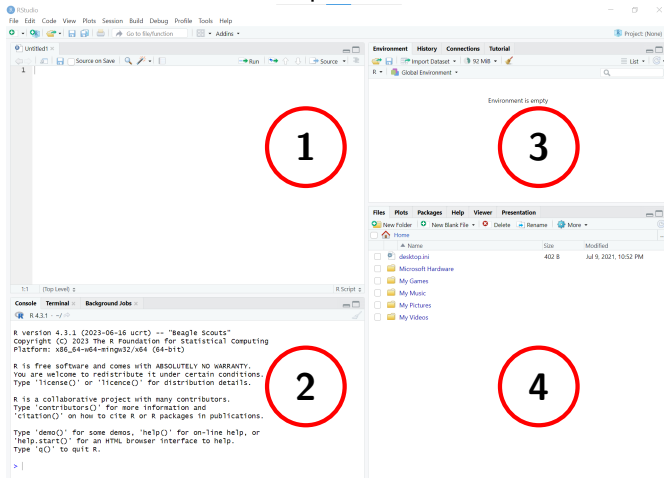 RStudio
File Edit Code View Plots Session Build Debug Profile Tools Help
Go to file/function Addins Project: (None)
Untitled1
Source on Save Run Source
1
1
1:1 (Top Level) R Script
Console Terminal Background Jobs
R 4.3.1 · ~/
R version 4.3.1 (2023-06-16 ucrt) -- "Beagle Scouts"
Copyright (C) 2023 The R Foundation for Statistical Computing
Platform: x86_64-w64-mingw32/x64 (64-bit)
R is free software and comes with ABSOLUTELY NO WARRANTY.
You are welcome to redistribute it under certain conditions.
Type 'license()' or 'licence()' for distribution details.
R is a collaborative project with many contributors.
Type 'contributors()' for more information and
'citation()' on how to cite R or R packages in publications.
Type 'demo()' for some demos, 'help()' for on-line help, or
'help.start()' for an HTML browser interface to help.
Type 'q()' to quit R.
>
2
Environment History Connections Tutorial
Import Dataset 92 MiB List
R Global Environment
Environment is empty
3
Files Plots Packages Help Viewer Presentation
New Folder New Blank File Delete Rename More
Home
Name Size Modified
desktop.ini 402 B Jul 9, 2021, 10:52 PM
Microsoft Hardware
My Games
My Music
My Pictures
My Videos
4